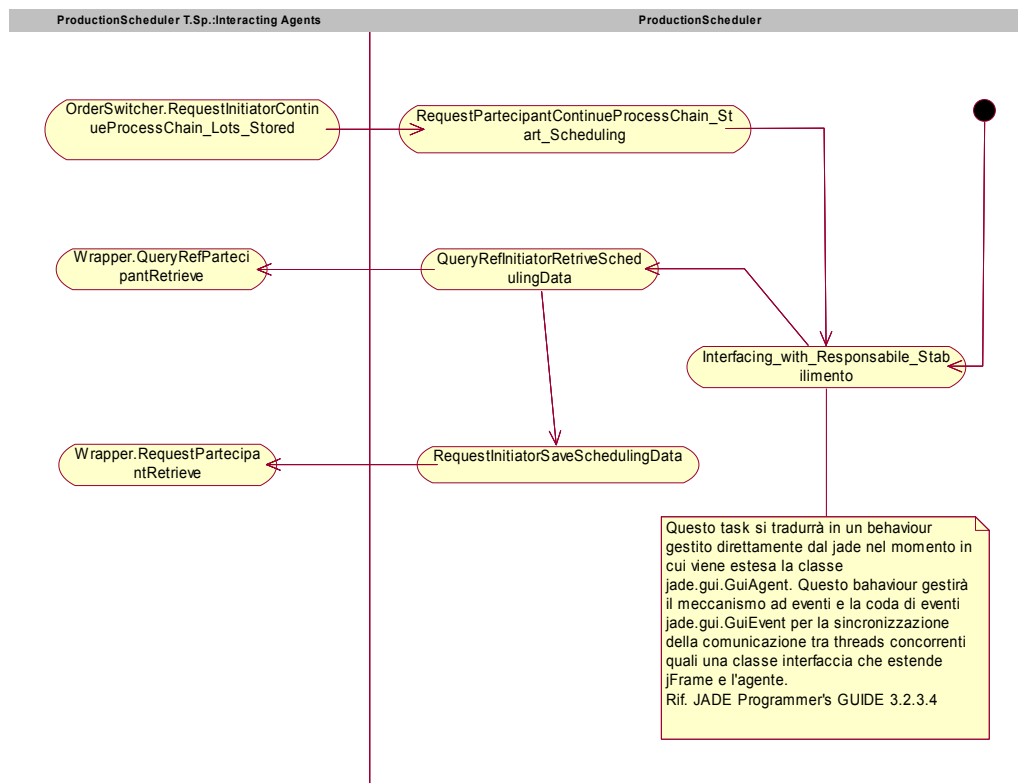 ProductionScheduler T.Sp.:Interacting Agents
ProductionScheduler
OrderSwitcher.RequestInitiatorContin
ueProcessChain_Lots_Stored
RequestPartecipantContinueProcessChain_St
art_Scheduling
Wrapper.QueryRefParteci
pantRetrieve
QueryRefInitiatorRetriveSched
ulingData
Interfacing_with_Responsabile_Stab
ilimento
Wrapper.RequestPartecipa
ntRetrieve
RequestInitiatorSaveSchedulingData
Questo task si tradurrà in un behaviour
gestito direttamente dal jade nel momento in
cui viene estesa la classe
jade.gui.GuiAgent. Questo bahaviour gestirà
il meccanismo ad eventi e la coda di eventi
jade.gui.GuiEvent per la sincronizzazione
della comunicazione tra threads concorrenti
quali una classe interfaccia che estende
jFrame e l'agente.
Rif. JADE Programmer's GUIDE 3.2.3.4